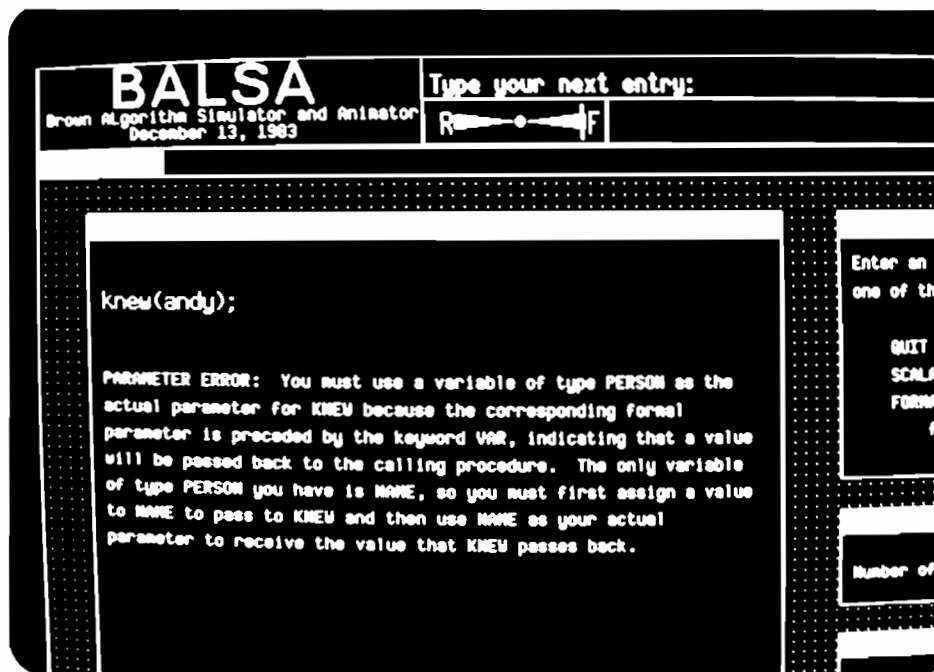 BALSA
Brown ALgorithm Simulator and Animator
December 13, 1983
Type your next entry:
R F
knew(andy);
PARAMETER ERROR: You must use a variable of type PERSON as the
actual parameter for KNEW because the corresponding formal
parameter is preceded by the keyword VAR, indicating that a value
will be passed back to the calling procedure. The only variable
of type PERSON you have is NAME, so you must first assign a value
to NAME to pass to KNEW and then use NAME as your actual
parameter to receive the value that KNEW passes back.
Enter an
one of th
QUIT
SCALA
FORMA
Number of